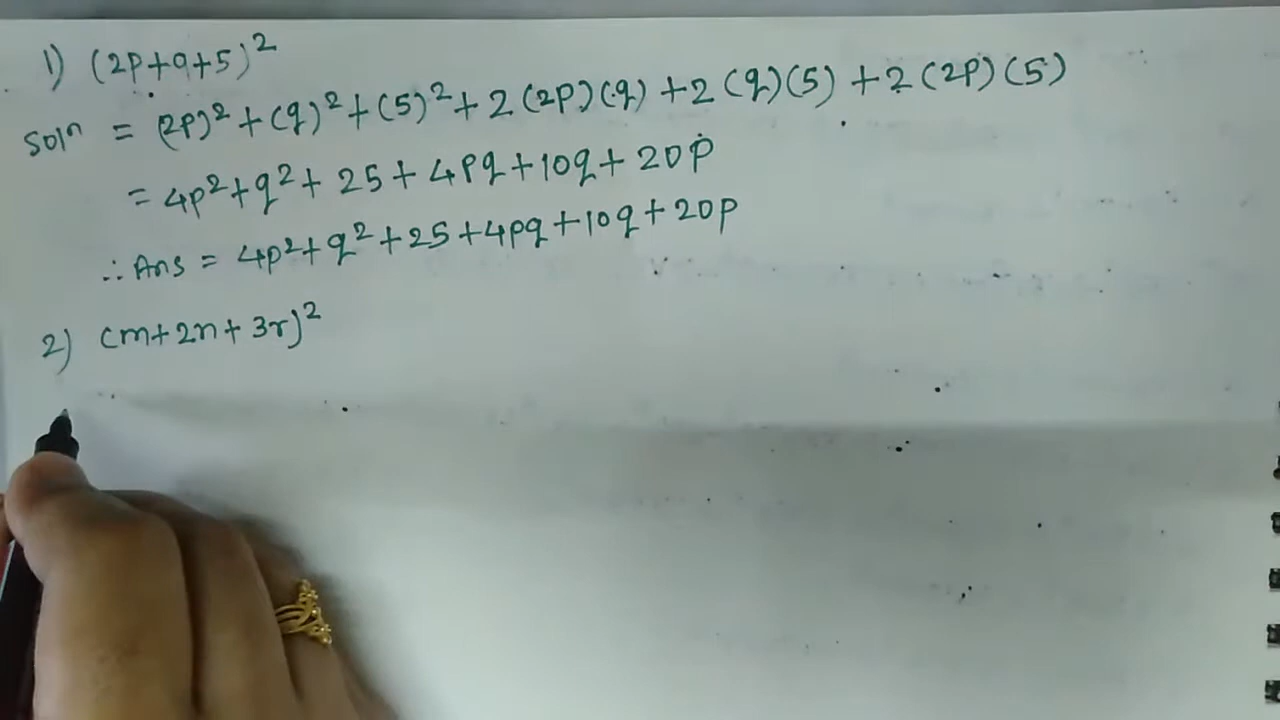 1) (2p+q+5)²
Soln = (2p)² + (q)² + (5)² + 2 (2p) (q) + 2 (q) (5) + 2 (2p) (5)
= 4p² + q² + 25 + 4pq + 10q + 20p
∴ Ans = 4p² + q² + 25 + 4pq + 10q + 20p
2) (m + 2n + 3r)²